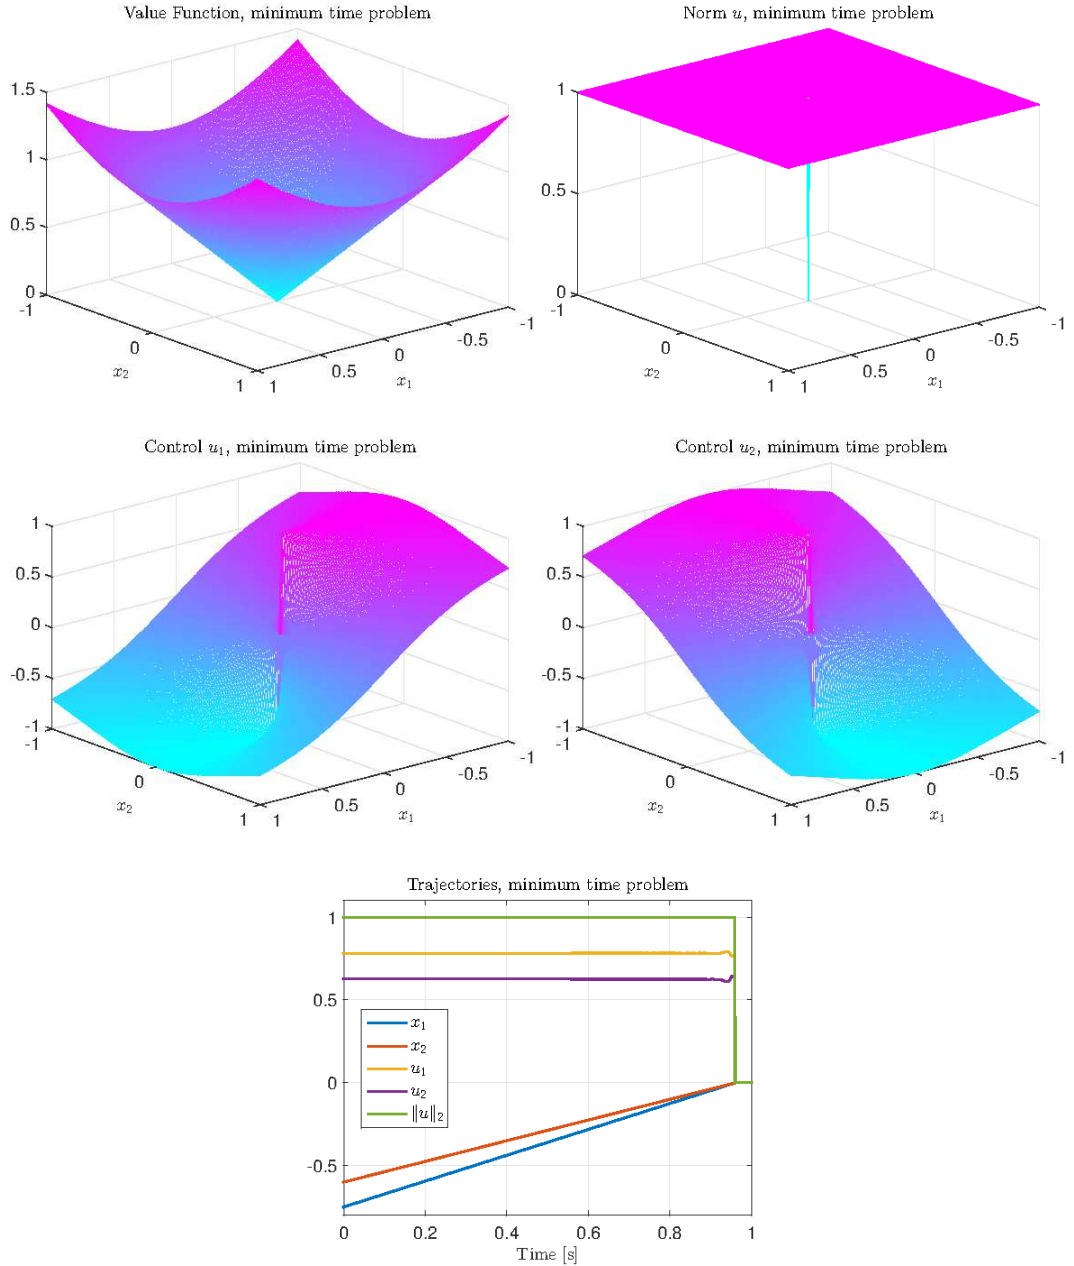 Value Function, minimum time problem
1.5
1
0.5
0
-1
0
1
x₂
1
0.5
0
-0.5
-1
x₁
Norm u, minimum time problem
1
0.5
0
-1
0
1
x₂
1
0.5
0
-0.5
-1
x₁
Control u₁, minimum time problem
1
0.5
0
-0.5
-1
-1
0
1
x₂
1
0.5
0
-0.5
-1
x₁
Control u₂, minimum time problem
1
0.5
0
-0.5
-1
-1
0
1
x₂
1
0.5
0
-0.5
-1
x₁
Trajectories, minimum time problem
1
0.5
0
-0.5
x₁
x₂
u₁
u₂
‖u‖₂
0 0.2 0.4 0.6 0.8 1
Time [s]